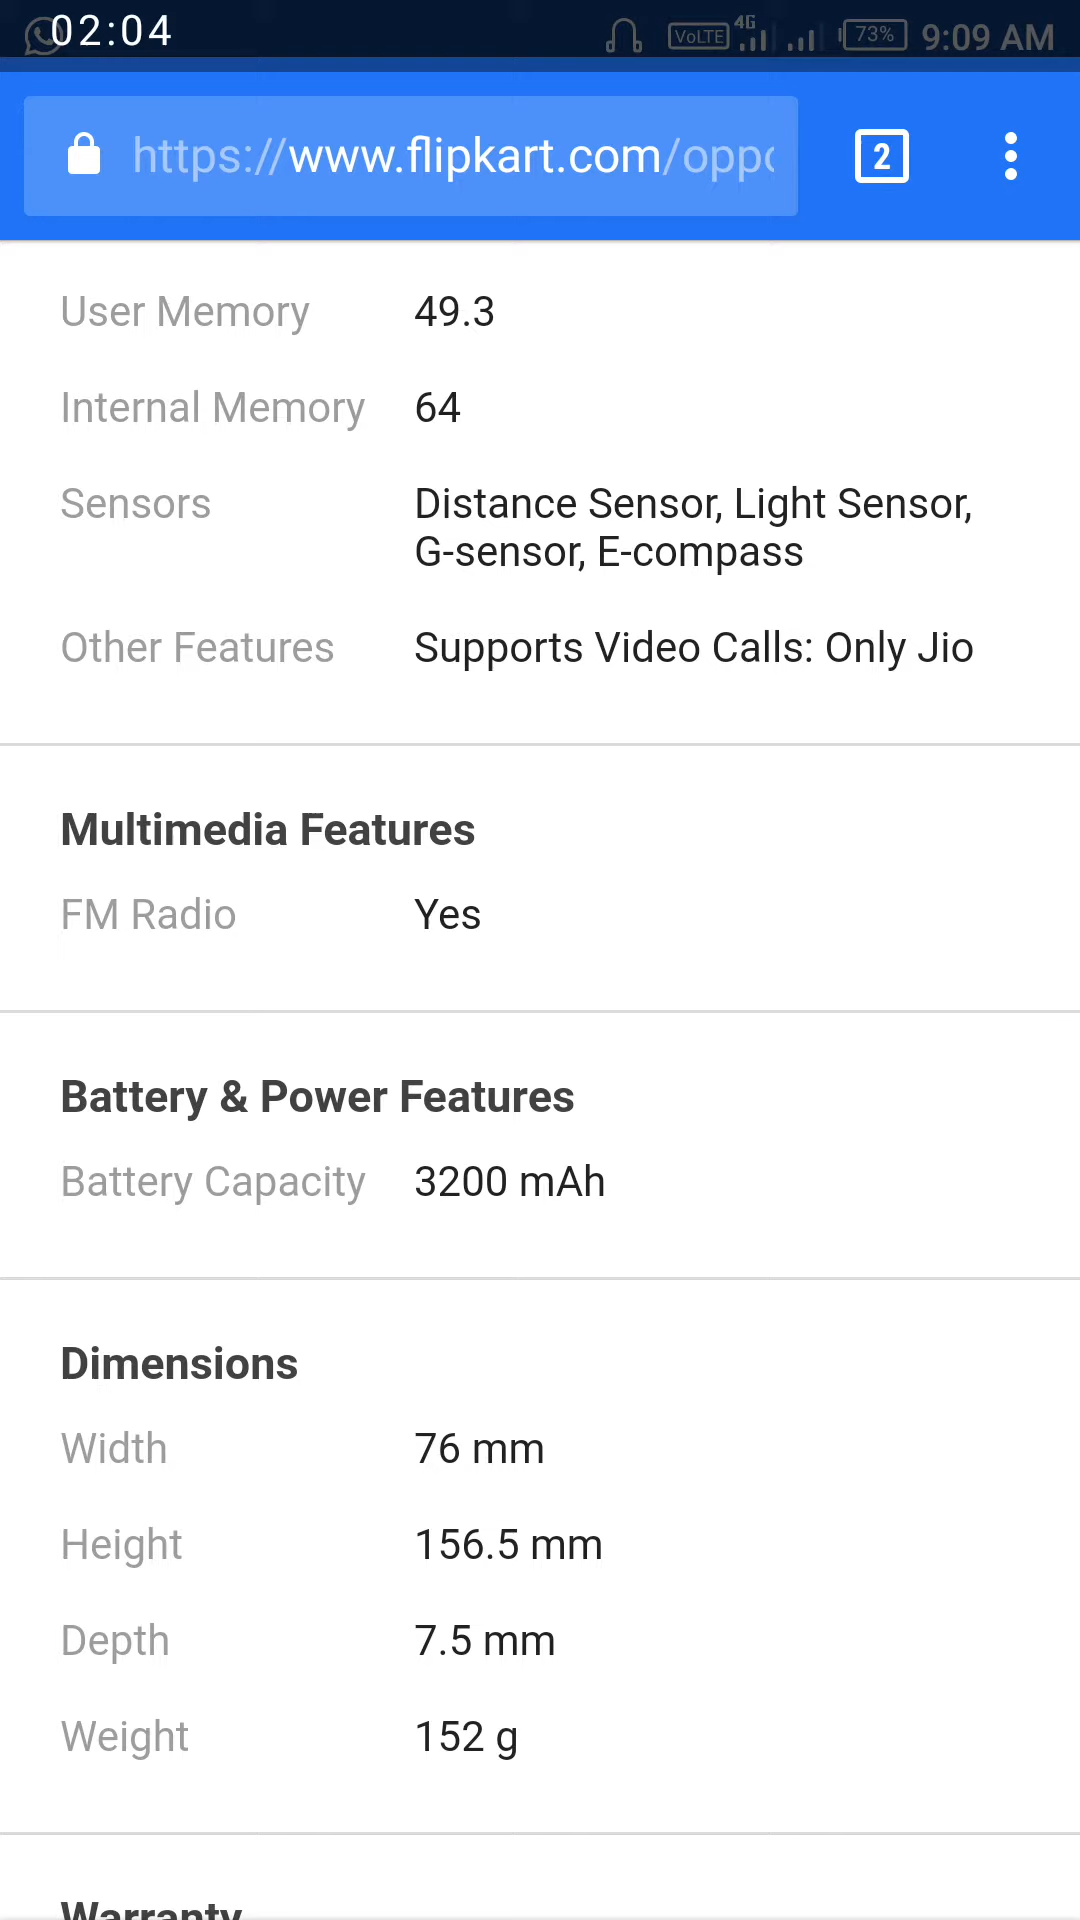 02:04 VoLTE 4G 73% 9:09 AM
https://www.flipkart.com/oppo 2
User Memory 49.3
Internal Memory 64
Sensors Distance Sensor, Light Sensor,
G-sensor, E-compass
Other Features Supports Video Calls: Only Jio
Multimedia Features
FM Radio Yes
Battery & Power Features
Battery Capacity 3200 mAh
Dimensions
Width 76 mm
Height 156.5 mm
Depth 7.5 mm
Weight 152 g
Warranty